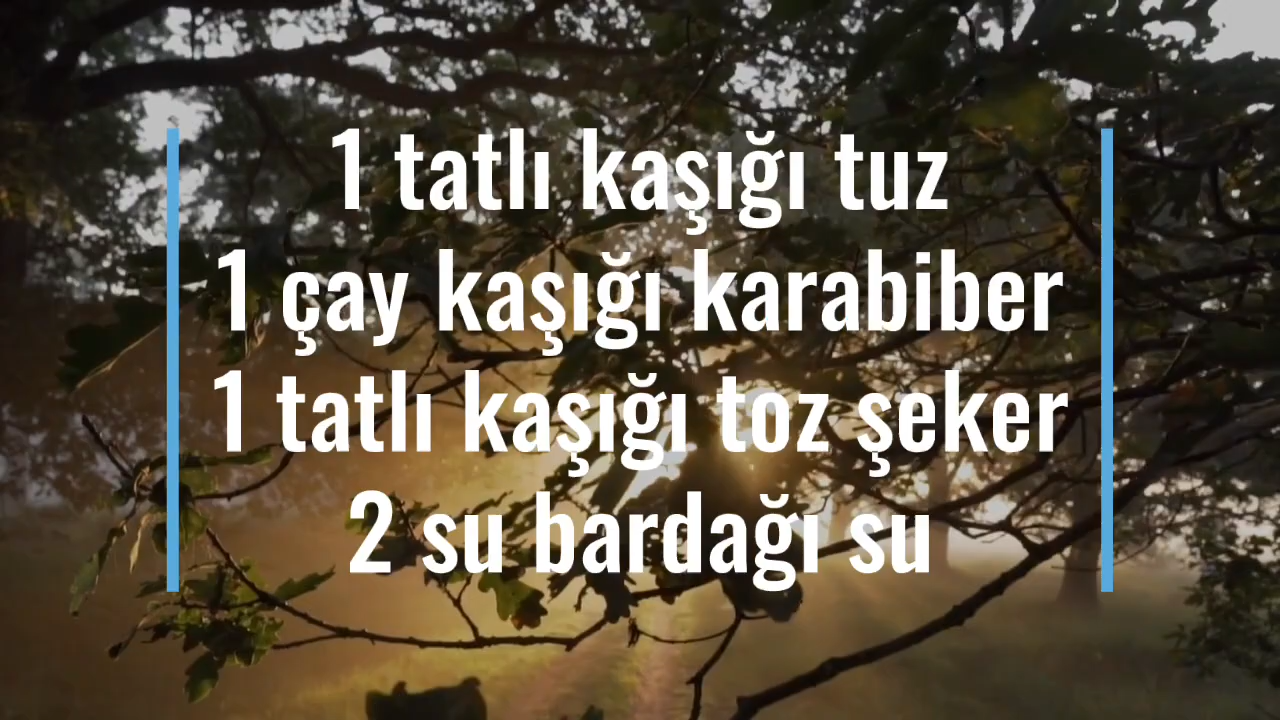 1 tatlı kaşığı tuz
1 çay kaşığı karabiber
1 tatlı kaşığı toz şeker
2 su bardağı su